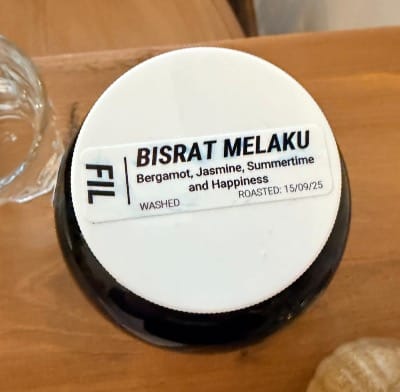 FIL
BISRAT MELAKU
Bergamot, Jasmine, Summertime
and Happiness
WASHED
ROASTED: 15/09/25